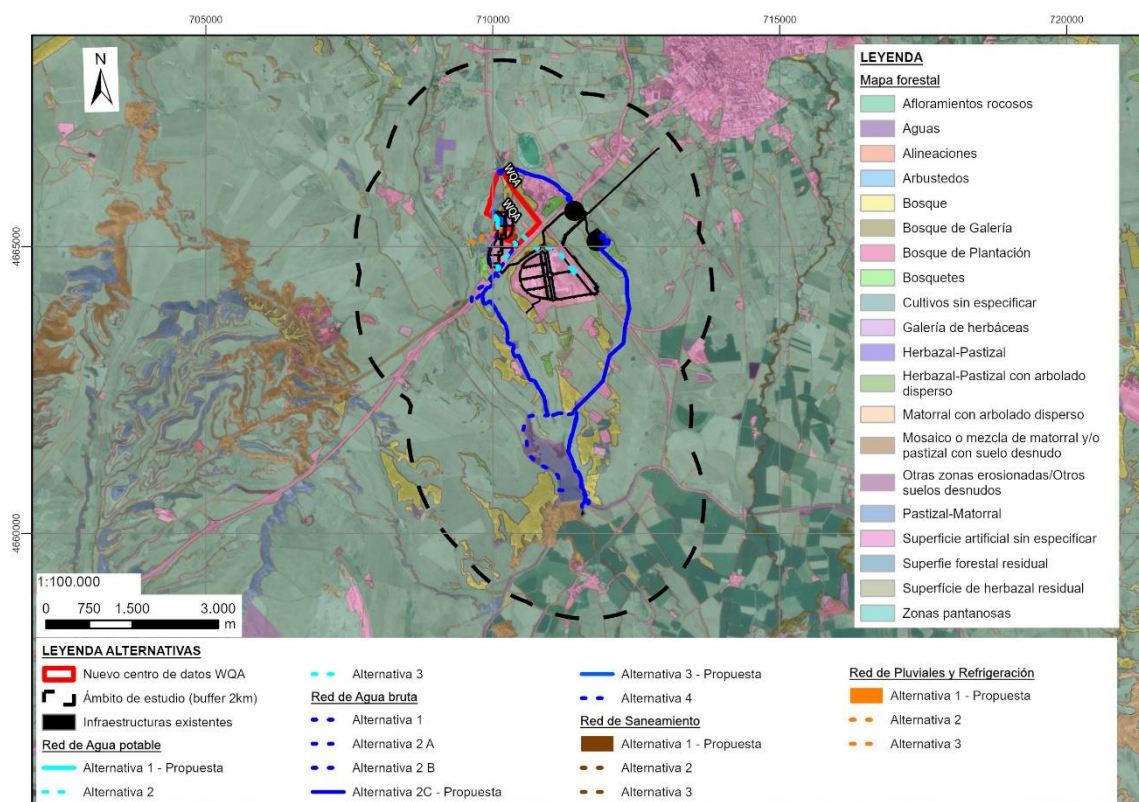 705000
710000
715000
720000
N
4665000
4660000
WQA
WQA
LEYENDA
Mapa forestal
Afloramientos rocosos
Aguas
Alineaciones
Arbustedos
Bosque
Bosque de Galería
Bosque de Plantación
Bosquetes
Cultivos sin especificar
Galería de herbáceas
Herbazal-Pastizal
Herbazal-Pastizal con arbolado
disperso
Matorral con arbolado disperso
Mosaico o mezcla de matorral y/o
pastizal con suelo desnudo
Otras zonas erosionadas/Otros
suelos desnudos
Pastizal-Matorral
Superficie artificial sin especificar
Superfie forestal residual
Superfície de herbazal residual
Zonas pantanosas
1:100.000
0 750 1.500 3.000
m
LEYENDA ALTERNATIVAS
Nuevo centro de datos WQA
Ámbito de estudio (buffer 2km)
Infraestructuras existentes
Red de Agua potable
Alternativa 1 - Propuesta
Alternativa 2
Alternativa 3
Red de Agua bruta
Alternativa 1
Alternativa 2 A
Alternativa 2 B
Alternativa 2C - Propuesta
Alternativa 3 - Propuesta
Alternativa 4
Red de Saneamiento
Alternativa 1 - Propuesta
Alternativa 2
Alternativa 3
Red de Pluviales y Refrigeración
Alternativa 1 - Propuesta
Alternativa 2
Alternativa 3